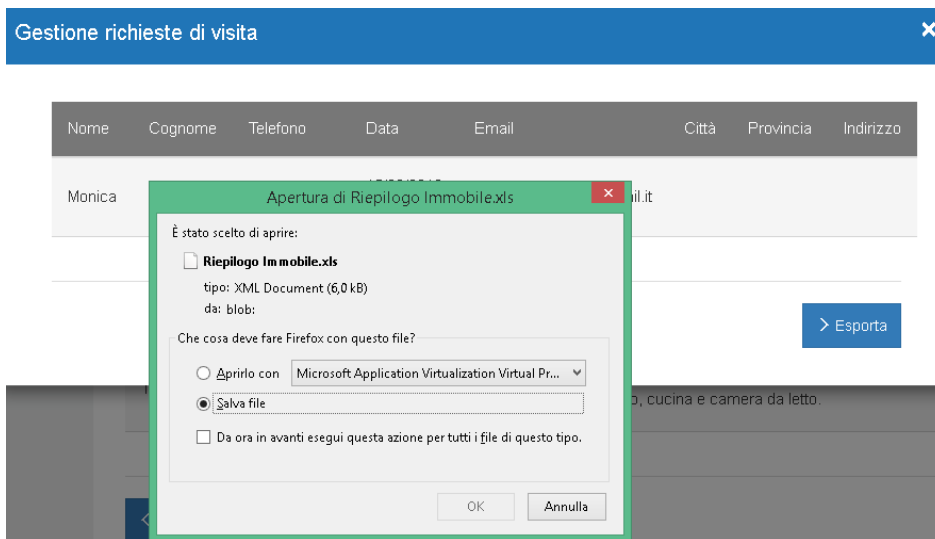 Gestione richieste di visita
Nome Cognome Telefono Data Email Città Provincia Indirizzo
Monica
Apertura di Riepilogo Immobile.xls
È stato scelto di aprire:
Riepilogo Immobile.xls
tipo: XML Document (6,0 kB)
da: blob:
Che cosa deve fare Firefox con questo file?
Aprirlo con Microsoft Application Virtualization Virtual Pr...
Salva file
Da ora in avanti esegui questa azione per tutti i file di questo tipo.
OK Annulla
Esporta
, cucina e camera da letto.